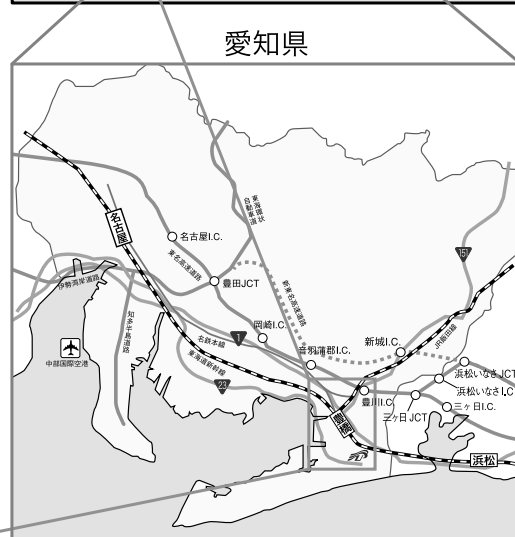 愛知県
東海環状
自動車道
151
名古屋
名古屋I.C.
東名高速道路
豊田JCT
伊勢湾岸道路
新東名高速道路
知多半島道路
岡崎I.C.
1
名鉄本線
新城I.C.
JR飯田線
音羽蒲郡I.C.
東海道新幹線
中部国際空港
浜松いなさJCT
23
浜松いなさI.C
豊川I.C.
三ヶ日I.C.
三ヶ日JCT
豊橋
浜松